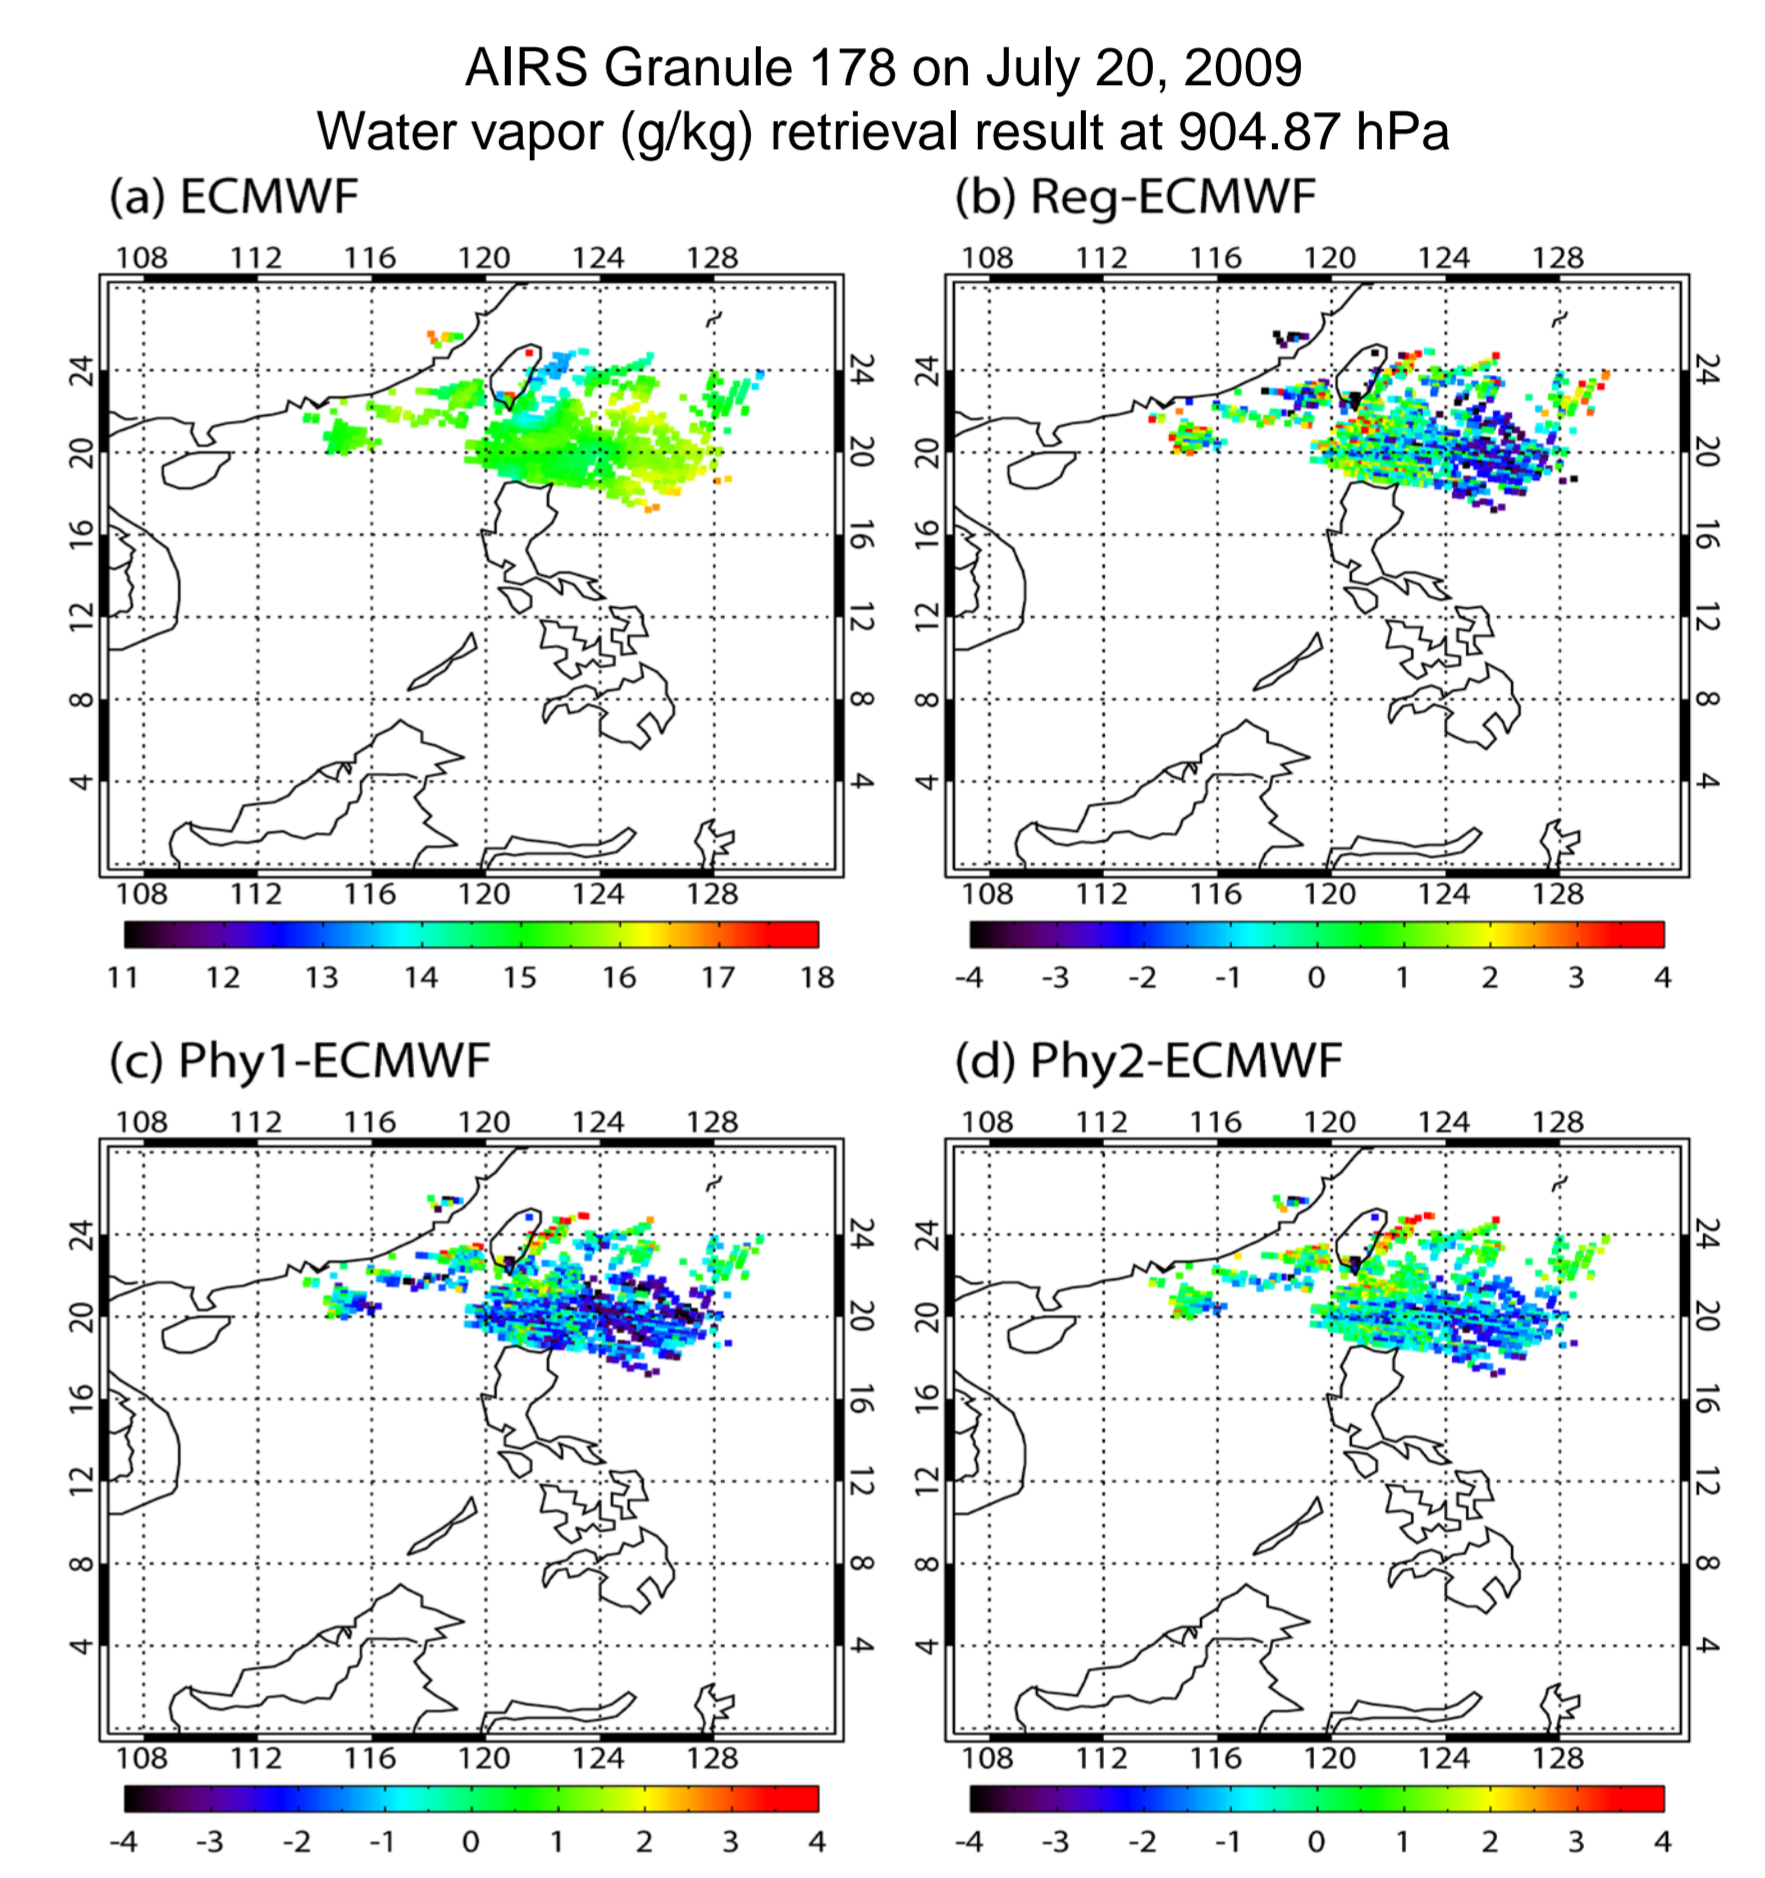 AIRS Granule 178 on July 20, 2009
Water vapor (g/kg) retrieval result at 904.87 hPa
(a) ECMWF
108 112 116 120 124 128
24 24
20 20
16 16
12 12
8 8
4 4
108 112 116 120 124 128
11 12 13 14 15 16 17 18
(b) Reg-ECMWF
108 112 116 120 124 128
24 24
20 20
16 16
12 12
8 8
4 4
108 112 116 120 124 128
-4 -3 -2 -1 0 1 2 3 4
(c) Phy1-ECMWF
108 112 116 120 124 128
24 24
20 20
16 16
12 12
8 8
4 4
108 112 116 120 124 128
-4 -3 -2 -1 0 1 2 3 4
(d) Phy2-ECMWF
108 112 116 120 124 128
24 24
20 20
16 16
12 12
8 8
4 4
108 112 116 120 124 128
-4 -3 -2 -1 0 1 2 3 4